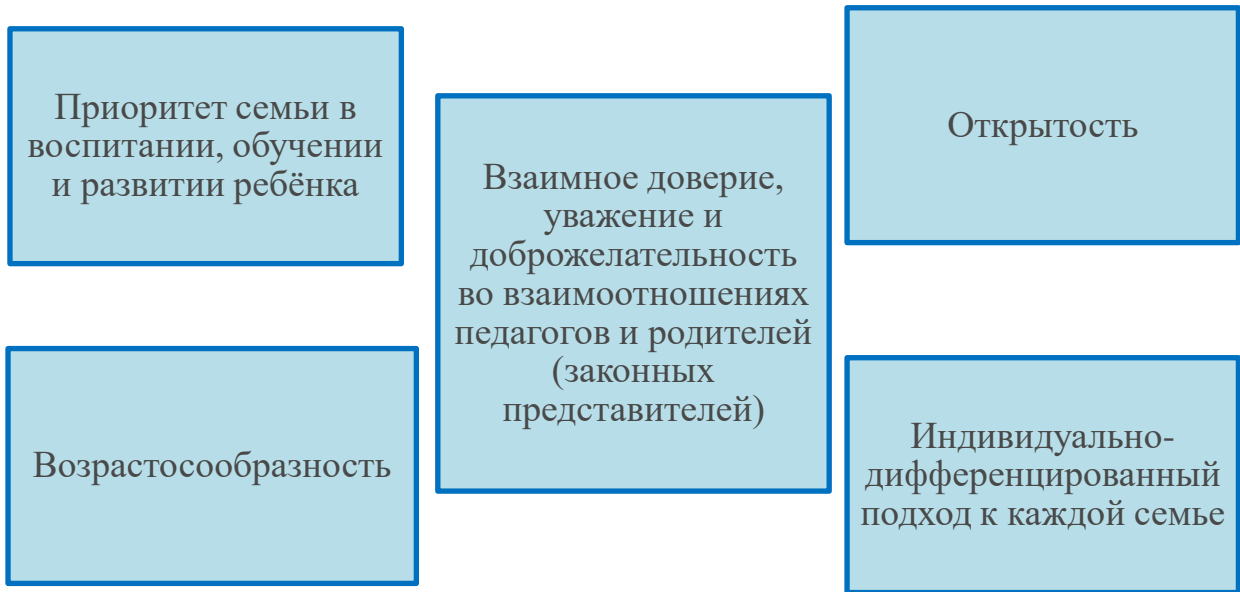 Приоритет семьи в
воспитании, обучении
и развитии ребёнка
Возрастосообразность
Взаимное доверие,
уважение и
доброжелательность
во взаимоотношениях
педагогов и родителей
(законных
представителей)
Открытость
Индивидуально-
дифференцированный
подход к каждой семье